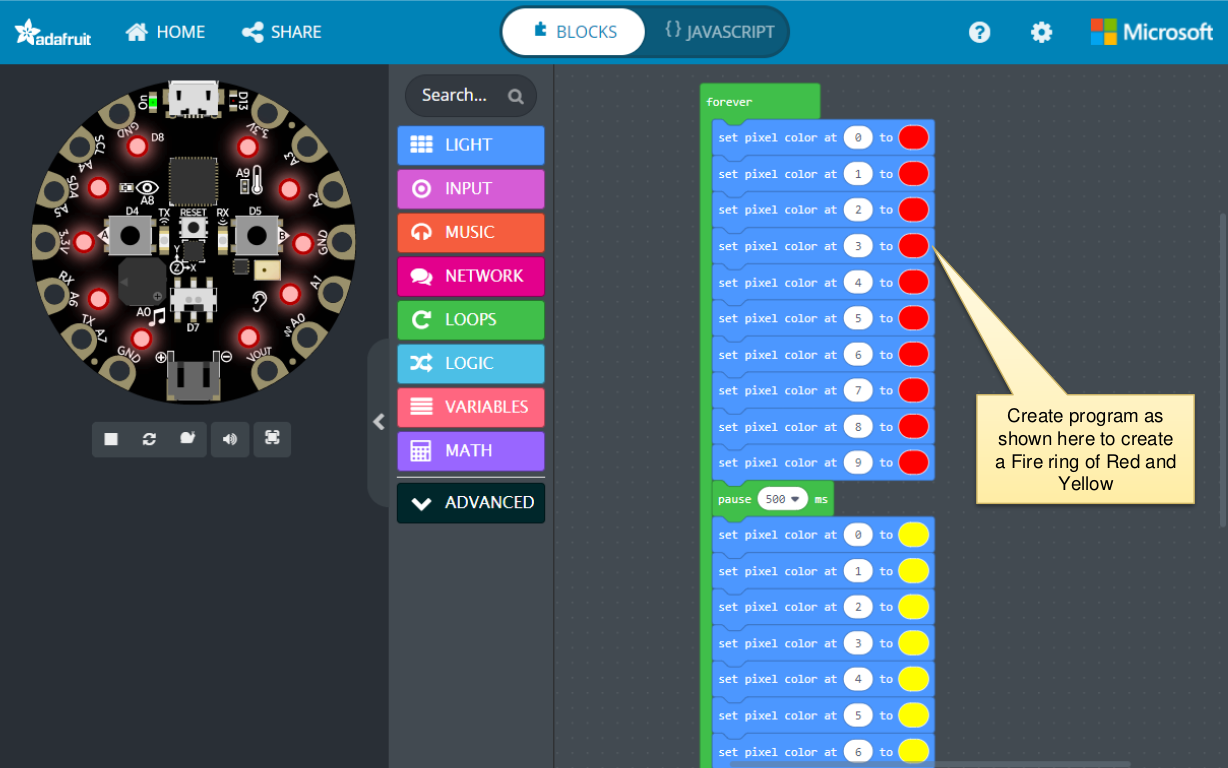 adafruit
HOME
SHARE
BLOCKS
{} JAVASCRIPT
?
Microsoft
Search...
LIGHT
INPUT
MUSIC
NETWORK
LOOPS
LOGIC
VARIABLES
MATH
ADVANCED
On
D13
GND
D8
3.3V
SCL
A4
A9
A3
SDA
A8
A2
A5
D4
TX
RESET
RX
D5
A
B
3.3V
GND
Y
Z
X
RX
A6
A1
A0
TX
A7
D7
A0
GND
VOUT
forever
set pixel color at 0 to
set pixel color at 1 to
set pixel color at 2 to
set pixel color at 3 to
set pixel color at 4 to
set pixel color at 5 to
set pixel color at 6 to
set pixel color at 7 to
set pixel color at 8 to
set pixel color at 9 to
pause 500 ms
set pixel color at 0 to
set pixel color at 1 to
set pixel color at 2 to
set pixel color at 3 to
set pixel color at 4 to
set pixel color at 5 to
set pixel color at 6 to
Create program as
shown here to create
a Fire ring of Red and
Yellow